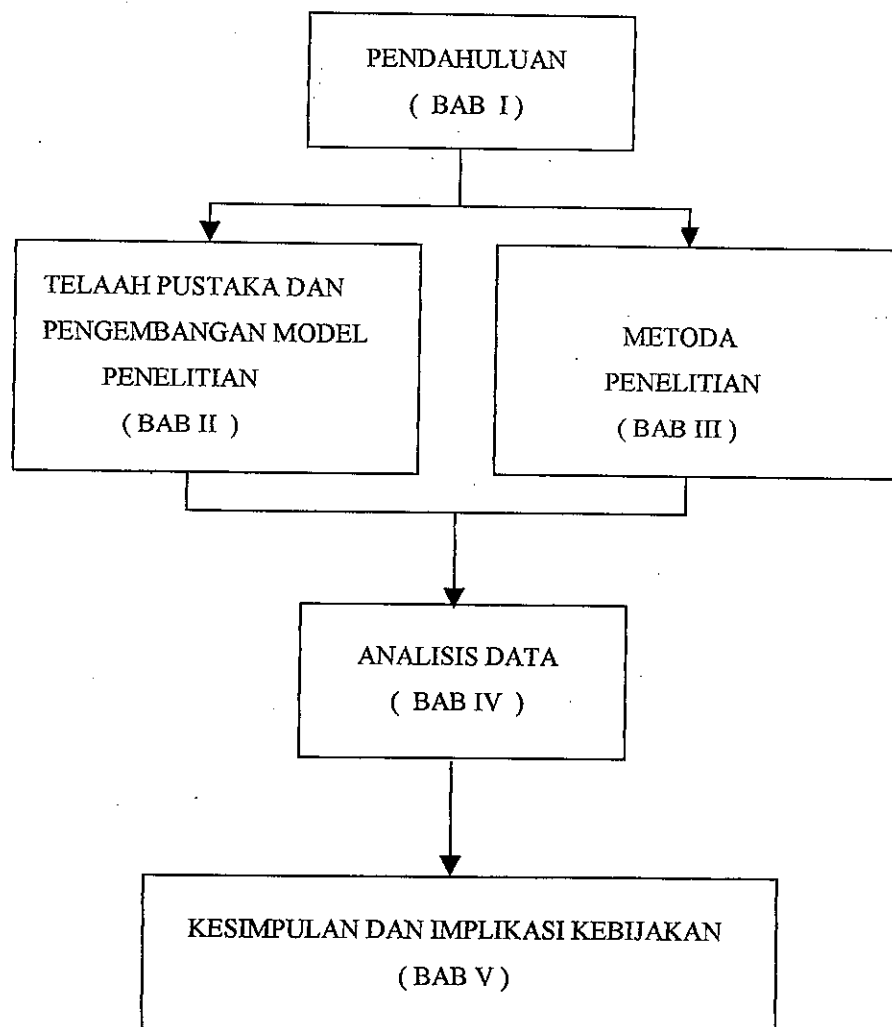 PENDAHULUAN
( BAB I )
TELAAH PUSTAKA DAN
PENGEMBANGAN MODEL
PENELITIAN
( BAB II )
METODA
PENELITIAN
( BAB III )
ANALISIS DATA
( BAB IV )
KESIMPULAN DAN IMPLIKASI KEBIJAKAN
( BAB V )